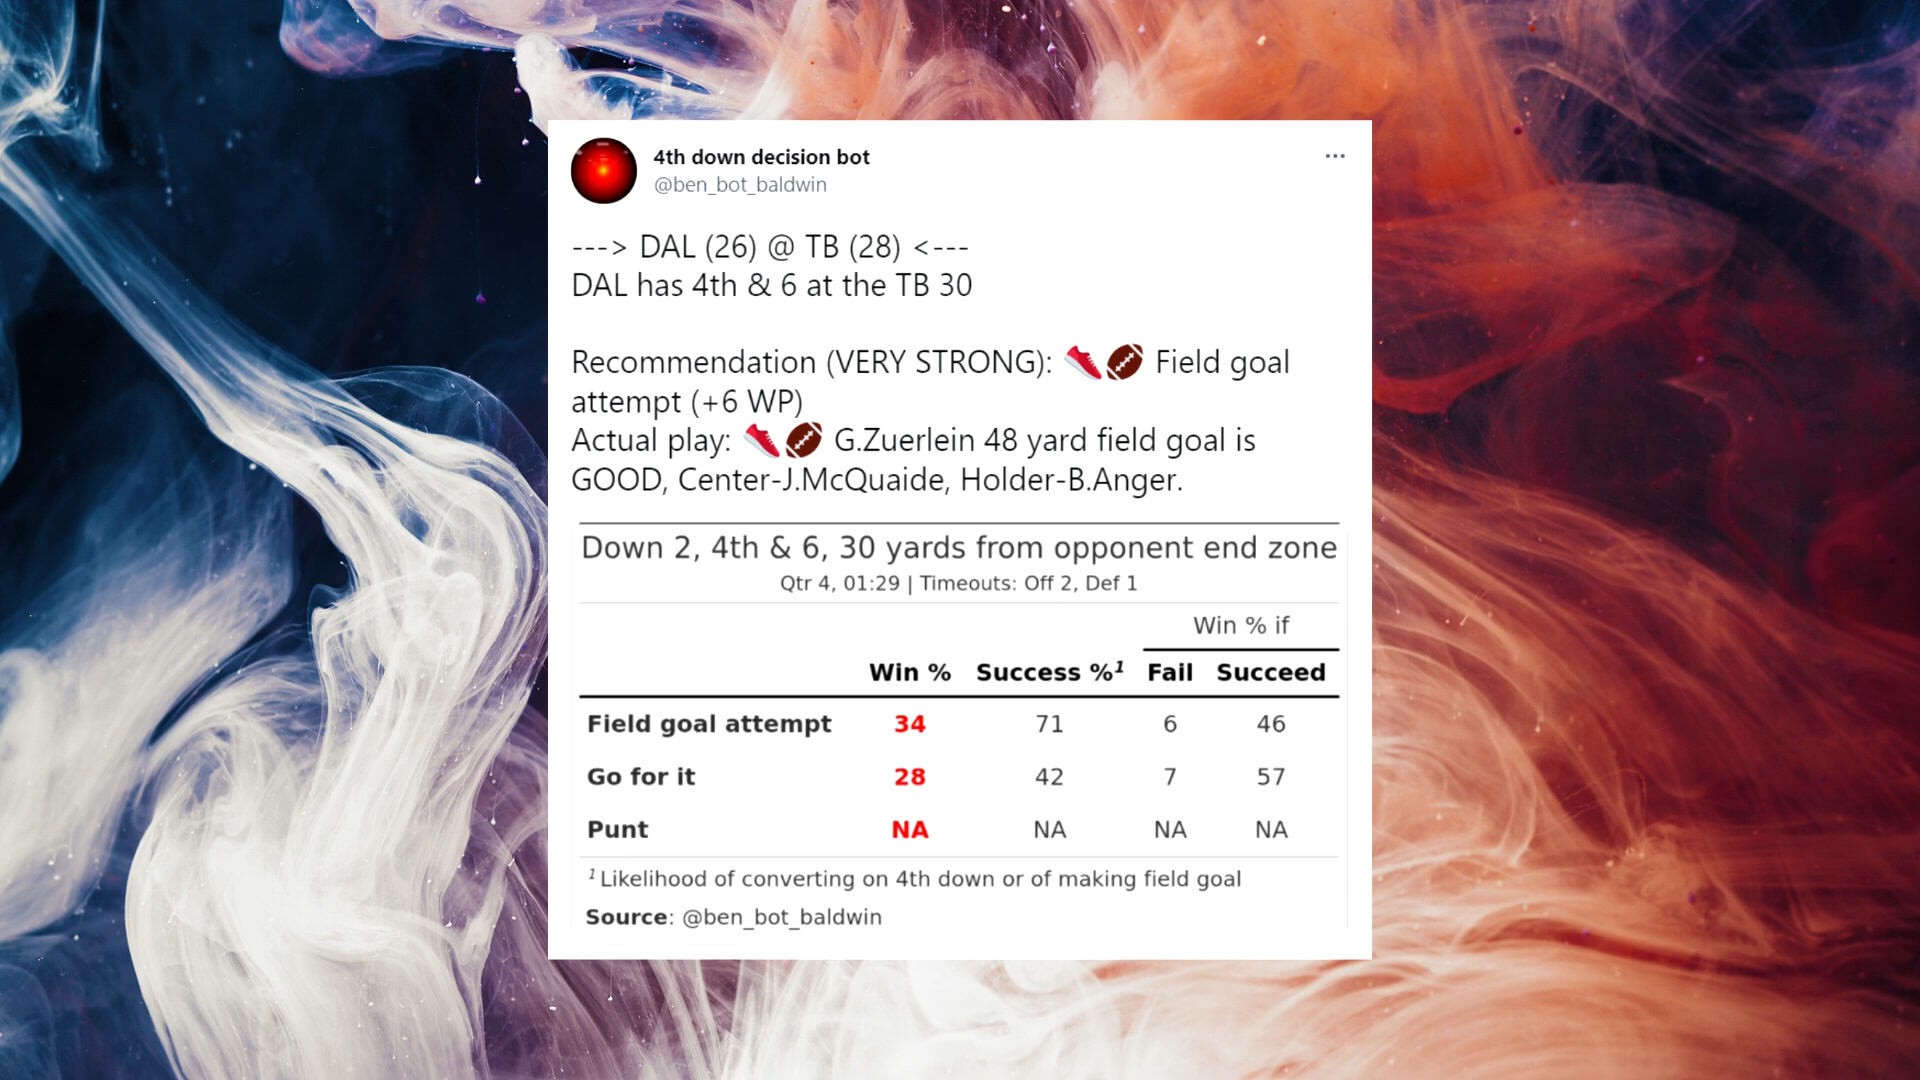 4th down decision bot
@ben_bot_baldwin
---> DAL (26) @ TB (28) <---
DAL has 4th & 6 at the TB 30
Recommendation (VERY STRONG): 👟🏈 Field goal
attempt (+6 WP)
Actual play: 👟🏈 G.Zuerlein 48 yard field goal is
GOOD, Center-J.McQuaide, Holder-B.Anger.
Down 2, 4th & 6, 30 yards from opponent end zone
Qtr 4, 01:29 | Timeouts: Off 2, Def 1
Win % if
Win % Success %¹ Fail Succeed
Field goal attempt 34 71 6 46
Go for it 28 42 7 57
Punt NA NA NA NA
¹ Likelihood of converting on 4th down or of making field goal
Source: @ben_bot_baldwin